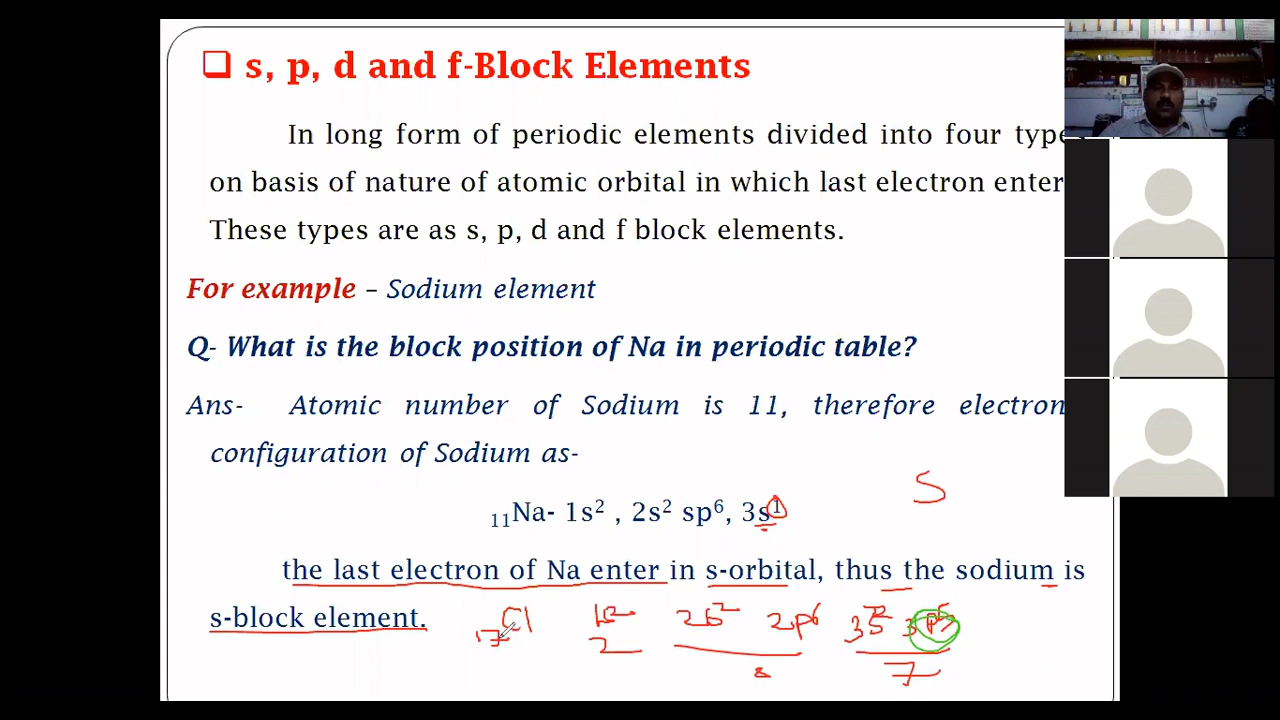 ❑ s, p, d and f-Block Elements
In long form of periodic elements divided into four types
on basis of nature of atomic orbital in which last electron enter
These types are as s, p, d and f block elements.
For example – Sodium element
Q- What is the block position of Na in periodic table?
Ans- Atomic number of Sodium is 11, therefore electron
configuration of Sodium as-
S
₁₁Na- 1s² , 2s² sp⁶, 3s¹
the last electron of Na enter in s-orbital, thus the sodium is
s-block element.
₁₇Cl 1s² 2s² 2p⁶ 3s² 3p⁵
2 8 7